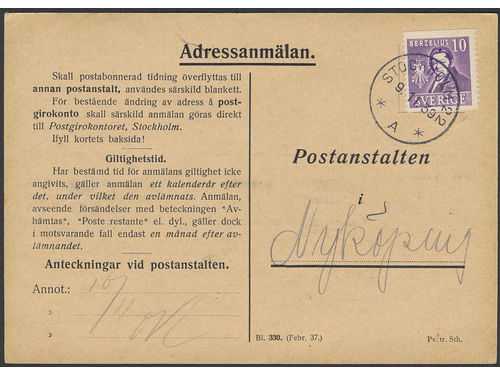 Adressanmälan.
Skall postabonnerad tidning överflyttas till
annan postanstalt, användes särskild blankett.
För bestående ändring av adress å post-
girokonto skall särskild anmälan göras direkt
till Postgirokontoret, Stockholm.
Ifyll kortets baksida!
Giltighetstid.
Har bestämd tid för anmälans giltighet icke
angivits, gäller anmälan ett kalenderår efter
det, under vilket den avlämnats. Anmälan,
avseende försändelser med beteckningen "Av-
hämtas", "Poste restante" el. dyl., gäller dock
i motsvarande fall endast en månad efter av-
lämnandet.
Anteckningar vid postanstalten.
Annot.: 10/11
»
»
BERZELIUS 10
SVERIGE
STOCKHOLM
A
Postanstalten
i
Nyköping
Bl. 330. (Febr. 37.)
Pv. tr. Sth.